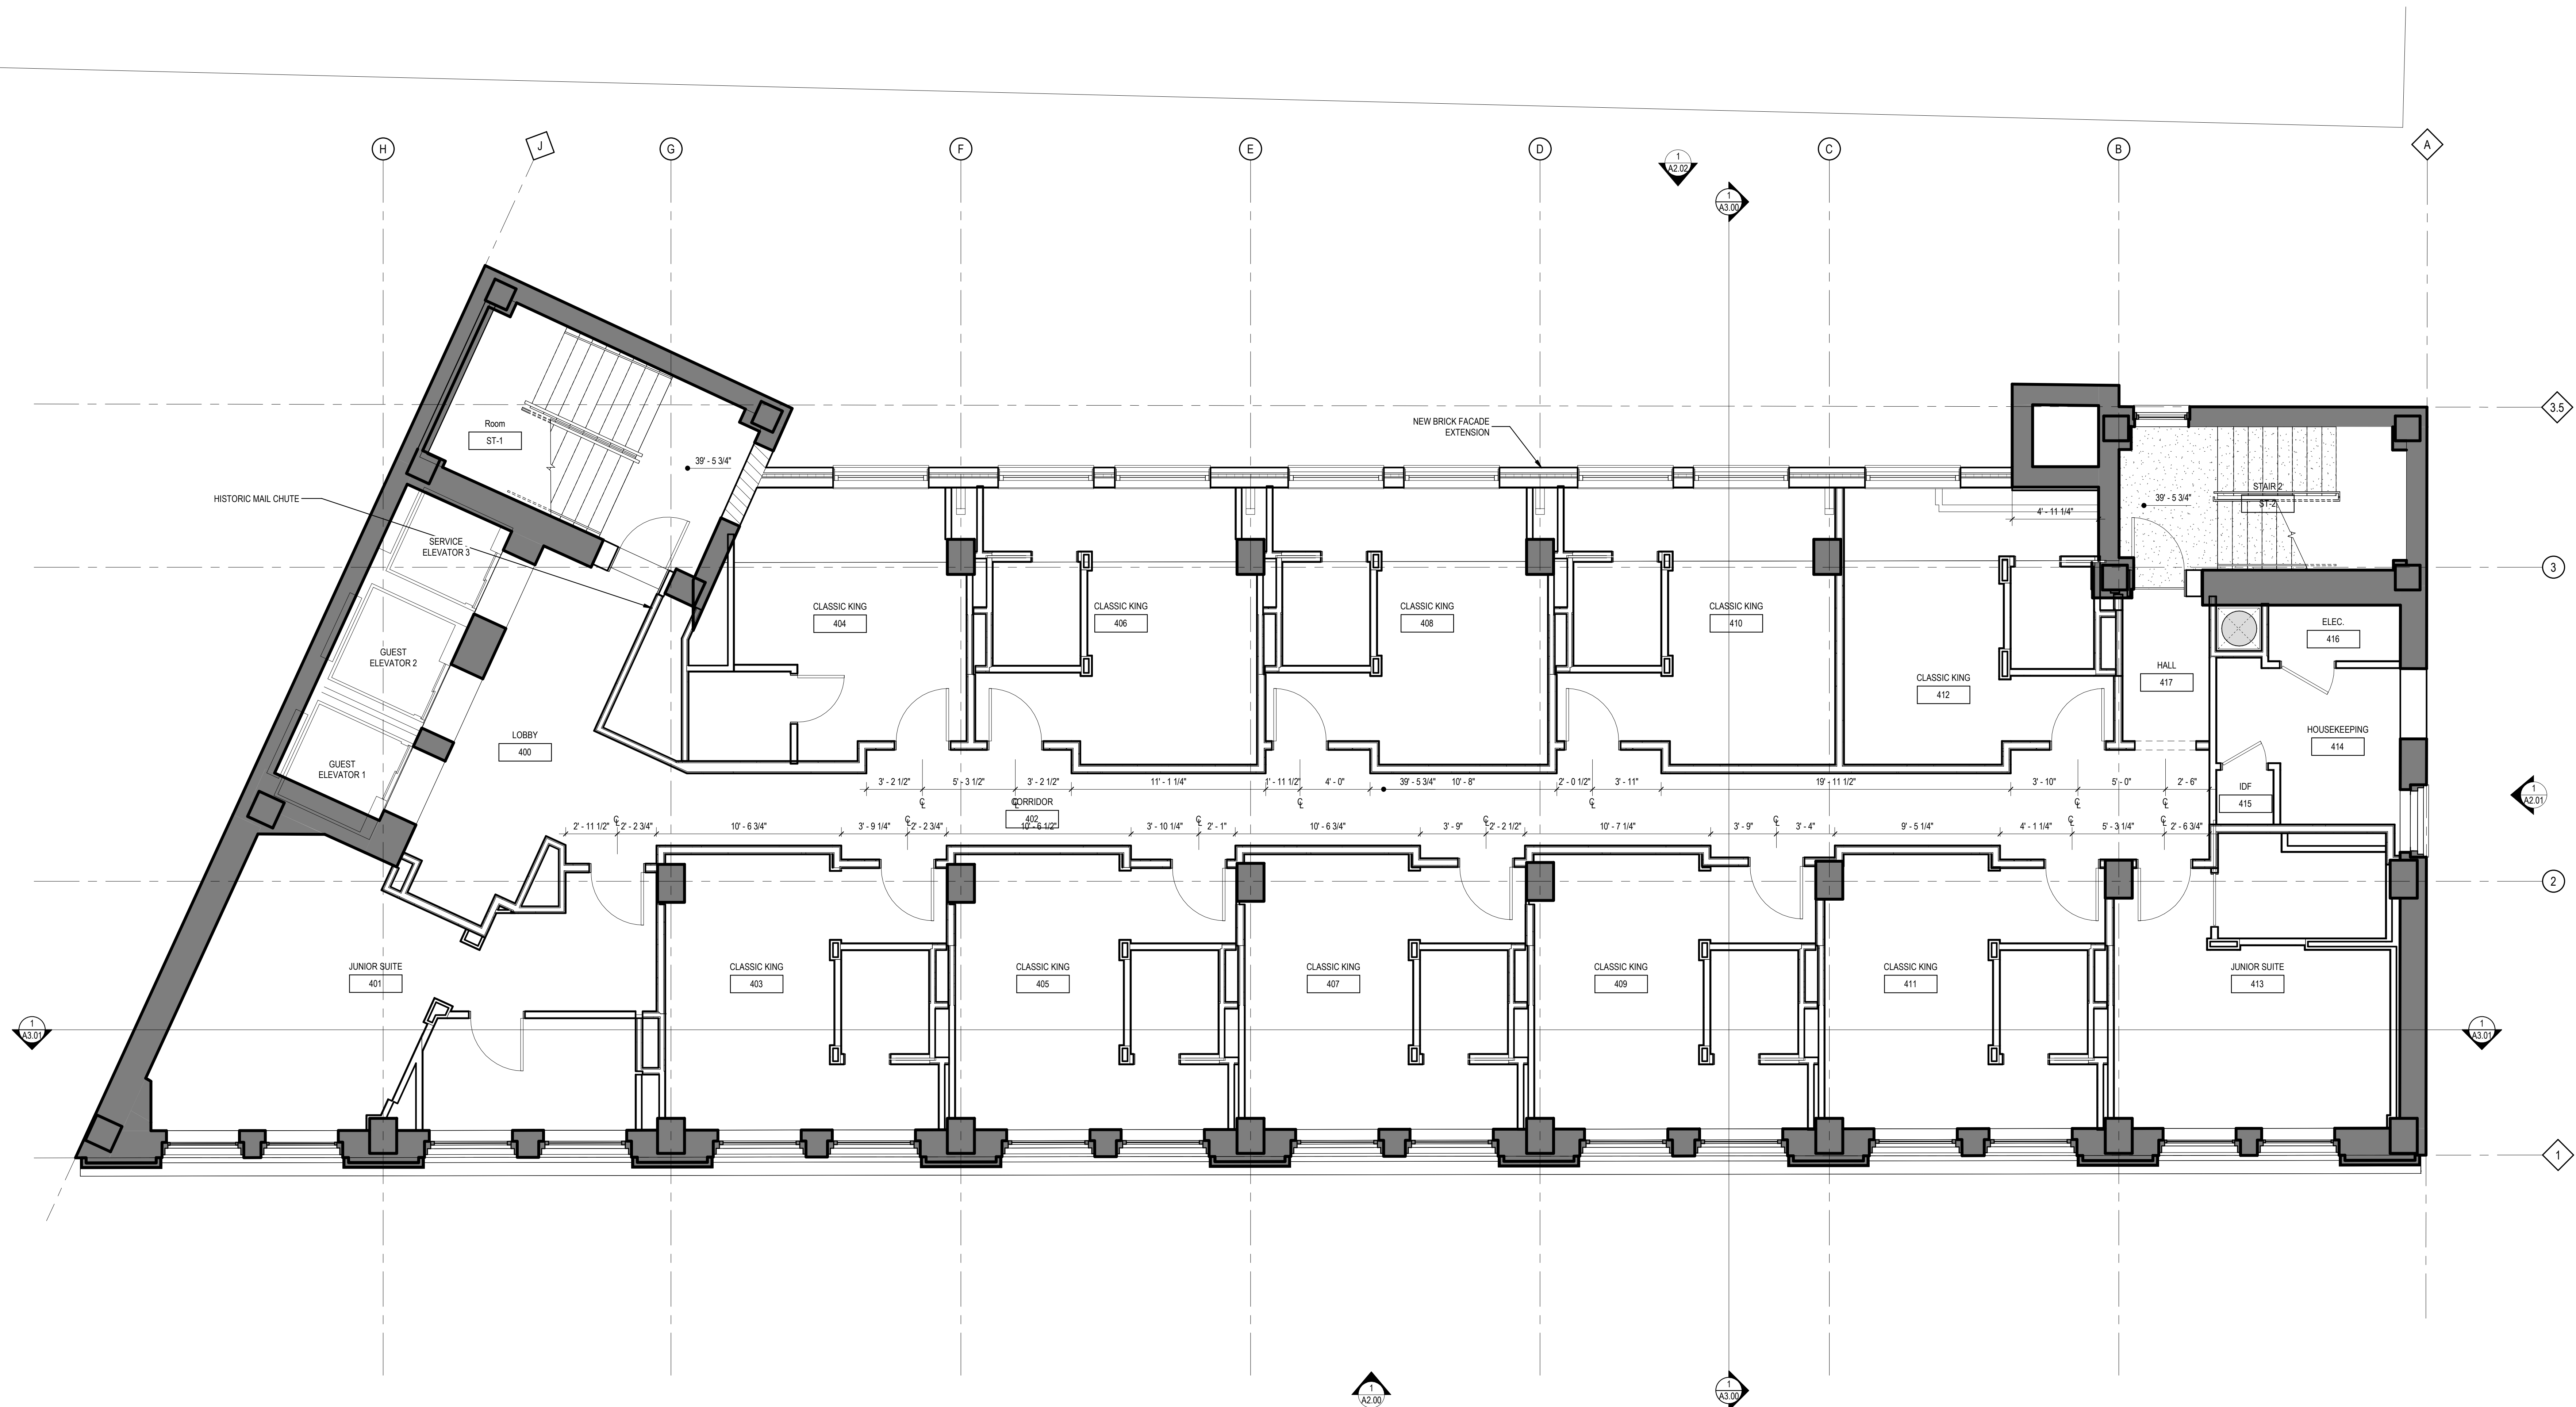 H
J
G
F
E
D
C
B
A
1
A2.02
1
A3.00
3.5
NEW BRICK FACADE
EXTENSION
Room
ST-1
39' - 5 3/4"
HISTORIC MAIL CHUTE
SERVICE
ELEVATOR 3
STAIR 2
ST-2
39' - 5 3/4"
4' - 11 1/4"
3
CLASSIC KING
404
CLASSIC KING
406
CLASSIC KING
408
CLASSIC KING
410
CLASSIC KING
412
ELEC.
416
HALL
417
GUEST
ELEVATOR 2
LOBBY
400
HOUSEKEEPING
414
GUEST
ELEVATOR 1
IDF
415
1
A2.01
3' - 2 1/2"
5' - 3 1/2"
3' - 2 1/2"
11' - 1 1/4"
1' - 11 1/2"
4' - 0"
39' - 5 3/4"
10' - 8"
2' - 0 1/2"
3' - 11"
19' - 11 1/2"
3' - 10"
5' - 0"
2' - 6"
CORRIDOR
402
2' - 11 1/2"
2' - 2 3/4"
10' - 6 3/4"
3' - 9 1/4"
2' - 2 3/4"
10' - 6 1/2"
3' - 10 1/4"
2' - 1"
10' - 6 3/4"
3' - 9"
2' - 2 1/2"
10' - 7 1/4"
3' - 9"
3' - 4"
9' - 5 1/4"
4' - 1 1/4"
5' - 3 1/4"
2' - 6 3/4"
2
JUNIOR SUITE
401
CLASSIC KING
403
CLASSIC KING
405
CLASSIC KING
407
CLASSIC KING
409
CLASSIC KING
411
JUNIOR SUITE
413
1
A3.01
1
A3.01
1
1
A2.00
1
A3.00